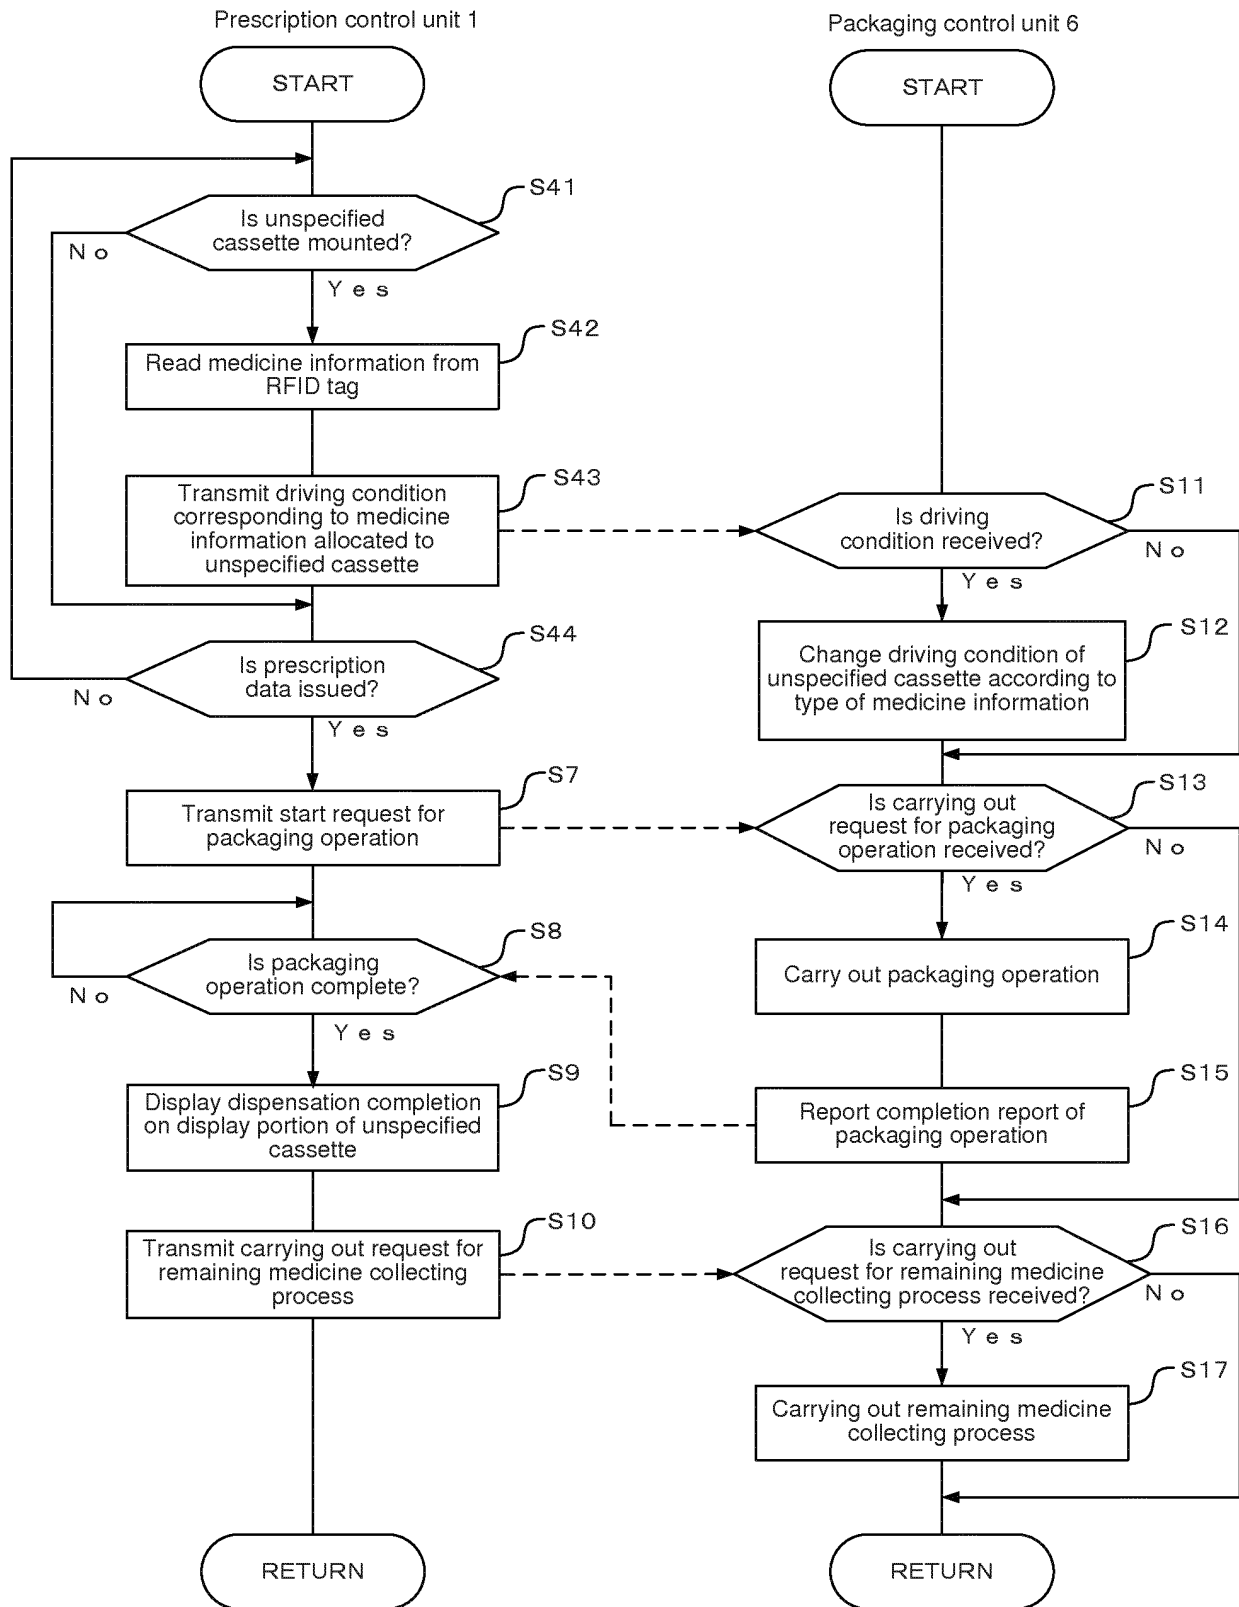 Prescription control unit 1
START
S41
Is unspecified
cassette mounted?
No
Yes
S42
Read medicine information from
RFID tag
S43
Transmit driving condition
corresponding to medicine
information allocated to
unspecified cassette
S44
Is prescription
data issued?
No
Yes
S7
Transmit start request for
packaging operation
S8
Is packaging
operation complete?
No
Yes
S9
Display dispensation completion
on display portion of unspecified
cassette
S10
Transmit carrying out request for
remaining medicine collecting
process
RETURN
Packaging control unit 6
START
S11
Is driving
condition received?
No
Yes
S12
Change driving condition of
unspecified cassette according to
type of medicine information
S13
Is carrying out
request for packaging
operation received?
No
Yes
S14
Carry out packaging operation
S15
Report completion report of
packaging operation
S16
Is carrying out
request for remaining medicine
collecting process received?
No
Yes
S17
Carrying out remaining medicine
collecting process
RETURN